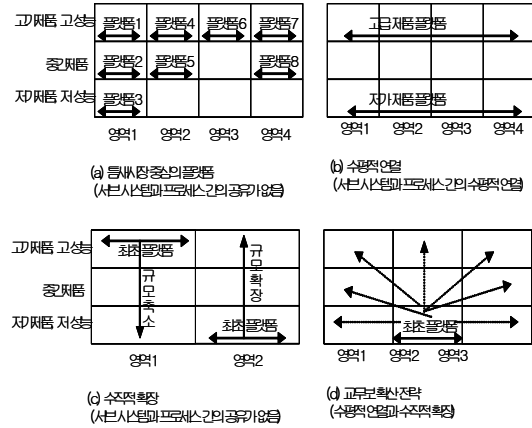 고가제품, 고성능
플랫폼1 플랫폼4 플랫폼6 플랫폼7
중간제품
플랫폼2 플랫폼5 플랫폼8
저가제품, 저성능
플랫폼3
영역1 영역2 영역3 영역4
(a) 틈새시장 중심의 플랫폼
(서브 시스템과 프로세스 간의 공유가 없음)
고급 제품 플랫폼
저가 제품 플랫폼
영역1 영역2 영역3 영역4
(b) 수평적 연결
(서브 시스템과 프로세스 간의 수평적 연결)
고가제품, 고성능
최초 플랫폼
중간제품
규모축소
규모확장
저가제품, 저성능
최초 플랫폼
영역1 영역2
(c) 수직적 확장
(서브 시스템과 프로세스 간의 공유가 없음)
최초 플랫폼
영역1 영역2 영역3
(d) 교두보 확산 전략
(수평적 연결과 수직적 확장)